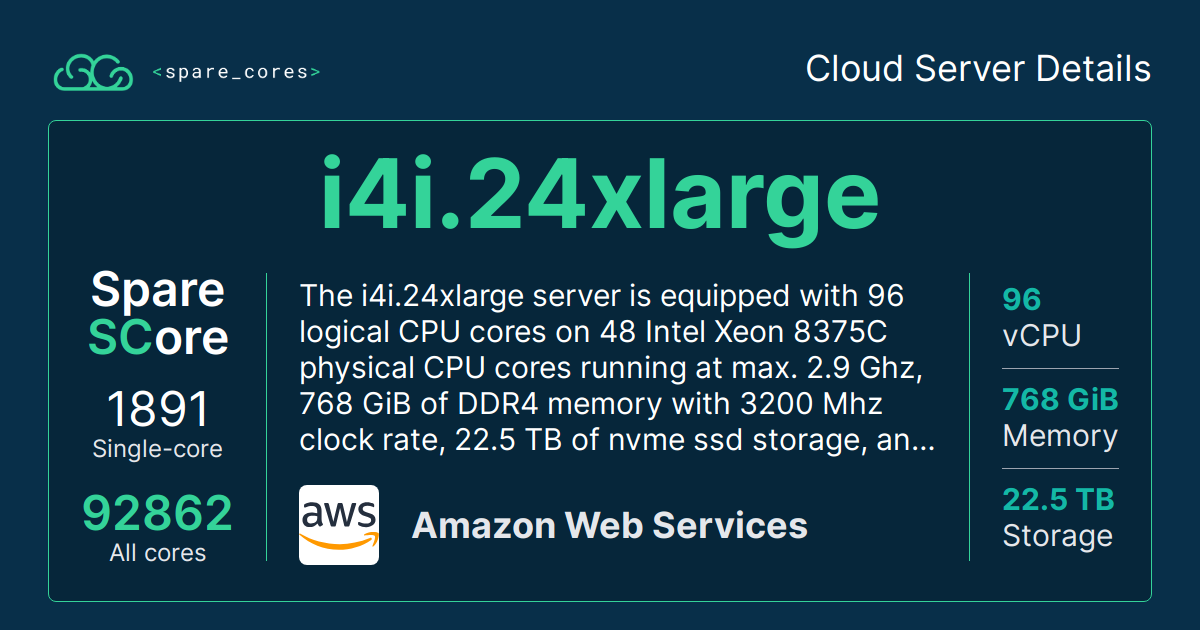 <spare_cores>
Cloud Server Details
i4i.24xlarge
Spare
SCore
1891
Single-core
92862
All cores
The i4i.24xlarge server is equipped with 96
logical CPU cores on 48 Intel Xeon 8375C
physical CPU cores running at max. 2.9 Ghz,
768 GiB of DDR4 memory with 3200 Mhz
clock rate, 22.5 TB of nvme ssd storage, an...
aws
Amazon Web Services
96
vCPU
768 GiB
Memory
22.5 TB
Storage